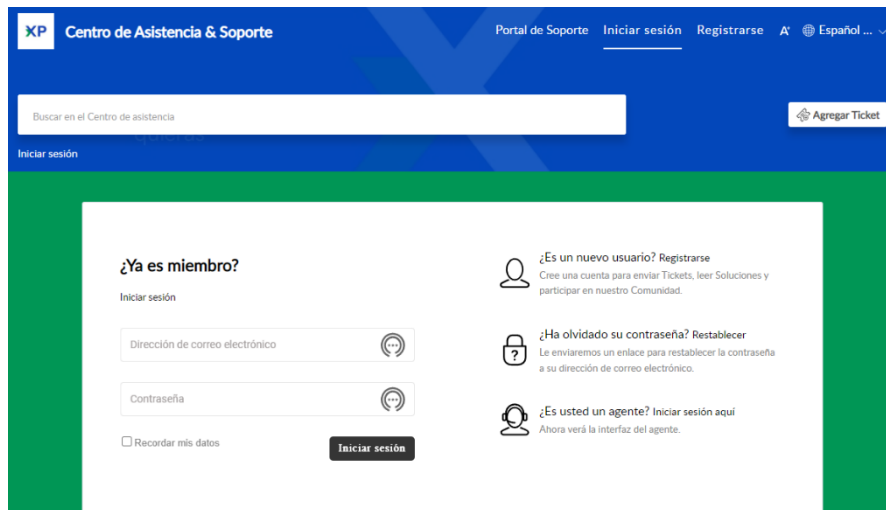 XP Centro de Asistencia & Soporte
Portal de Soporte Iniciar sesión Registrarse A+ Español ...
Buscar en el Centro de asistencia
Agregar Ticket
quieras
Iniciar sesión
¿Ya es miembro?
Iniciar sesión
Dirección de correo electrónico
Contraseña
Recordar mis datos
Iniciar sesión
¿Es un nuevo usuario? Registrarse
Cree una cuenta para enviar Tickets, leer Soluciones y
participar en nuestro Comunidad.
¿Ha olvidado su contraseña? Restablecer
Le enviaremos un enlace para restablecer la contraseña
a su dirección de correo electrónico.
¿Es usted un agente? Iniciar sesión aquí
Ahora verá la interfaz del agente.